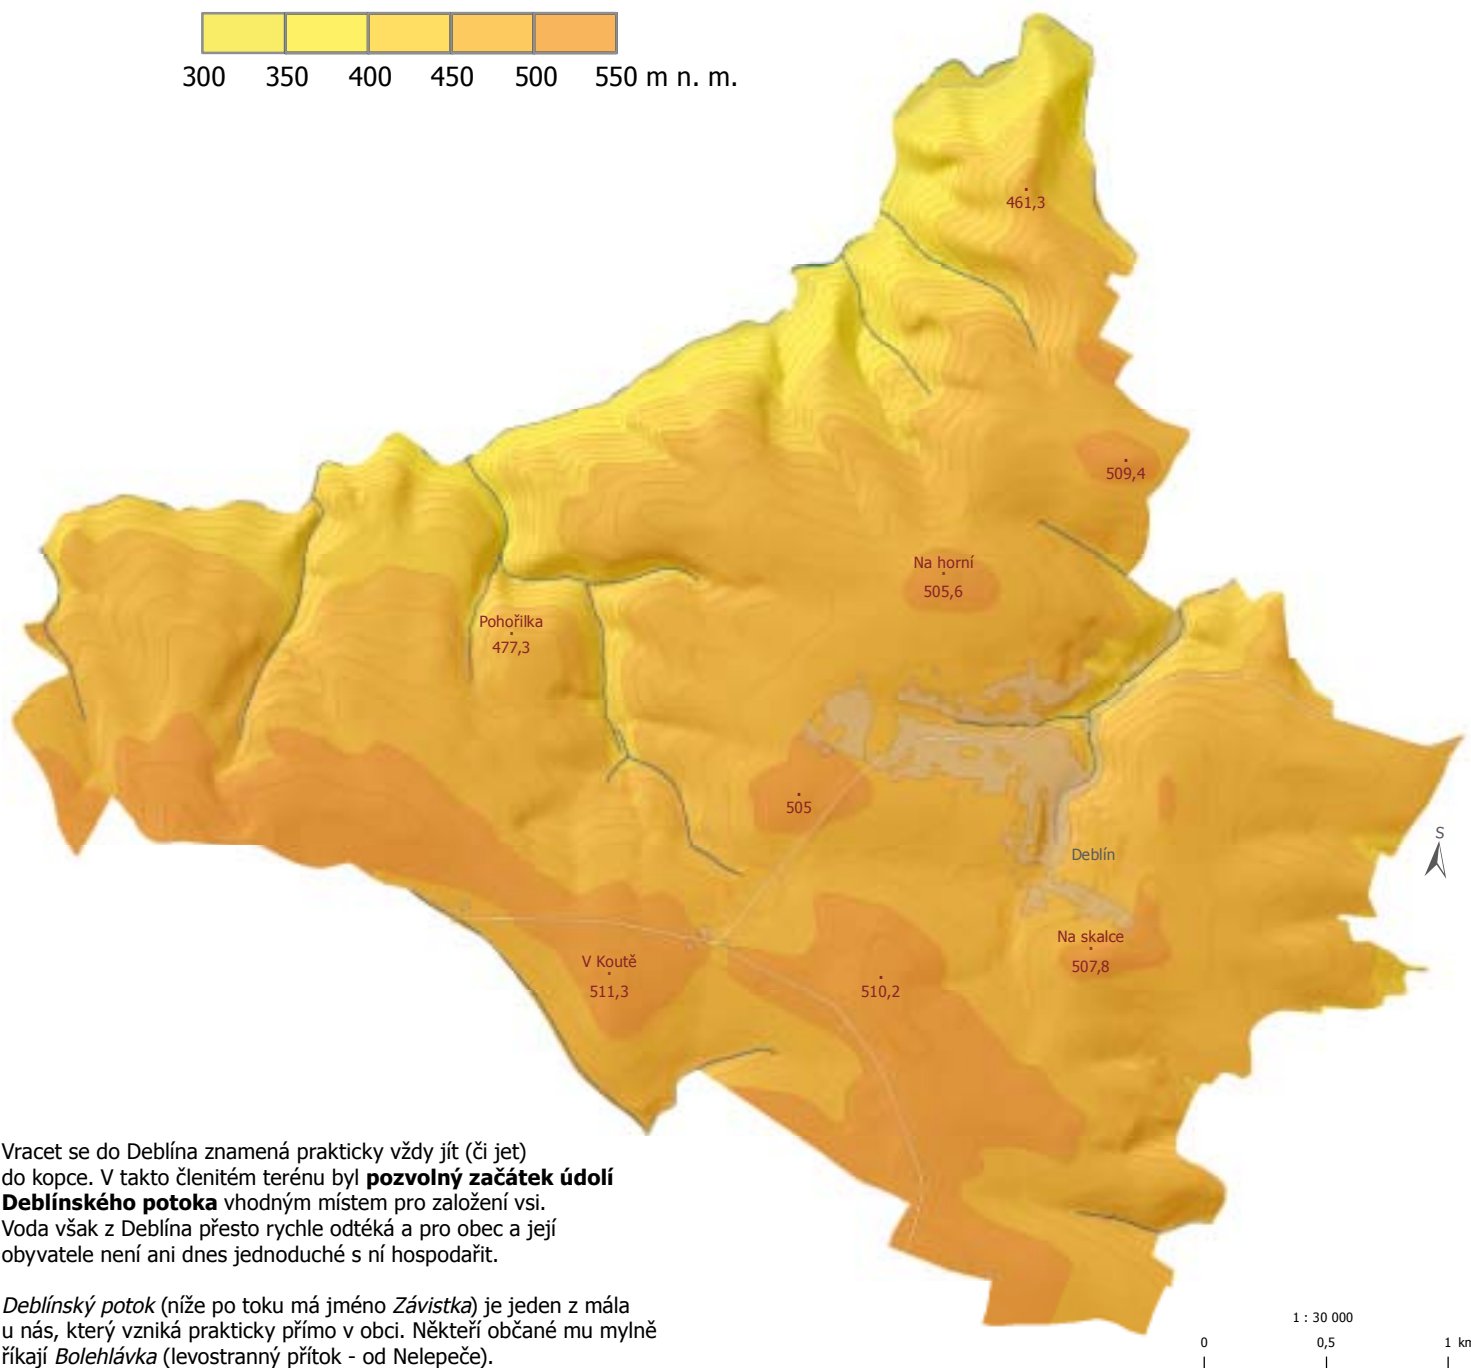 300 350 400 450 500 550 m n. m.
461,3
509,4
Na horní
505,6
Pohořilka
477,3
505
Deblín
S
Na skalce
507,8
V Koutě
511,3
510,2
Vracet se do Deblína znamená prakticky vždy jít (či jet)
do kopce. V takto členitém terénu byl pozvolný začátek údolí
Deblínského potoka vhodným místem pro založení vsi.
Voda však z Deblína přesto rychle odtéká a pro obec a její
obyvatele není ani dnes jednoduché s ní hospodařit.
Deblínský potok (níže po toku má jméno Závistka) je jeden z mála
u nás, který vzniká prakticky přímo v obci. Někteří občané mu mylně
říkají Bolehlávka (levostranný přítok - od Nelepeče).
1 : 30 000
0 0,5 1 km